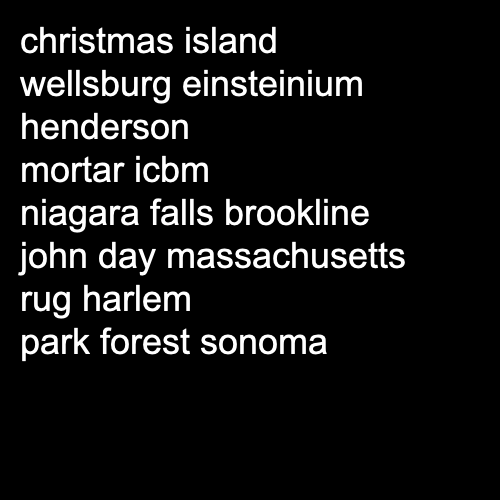 christmas island
wellsburg einsteinium
henderson
mortar icbm
niagara falls brookline
john day massachusetts
rug harlem
park forest sonoma